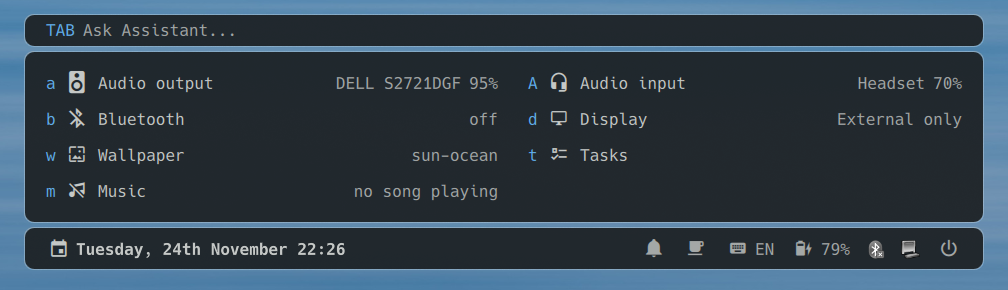 TAB Ask Assistant...
a Audio output DELL S2721DGF 95% A Audio input Headset 70%
b Bluetooth off d Display External only
w Wallpaper sun-ocean t Tasks
m Music no song playing
Tuesday, 24th November 22:26 EN 79%